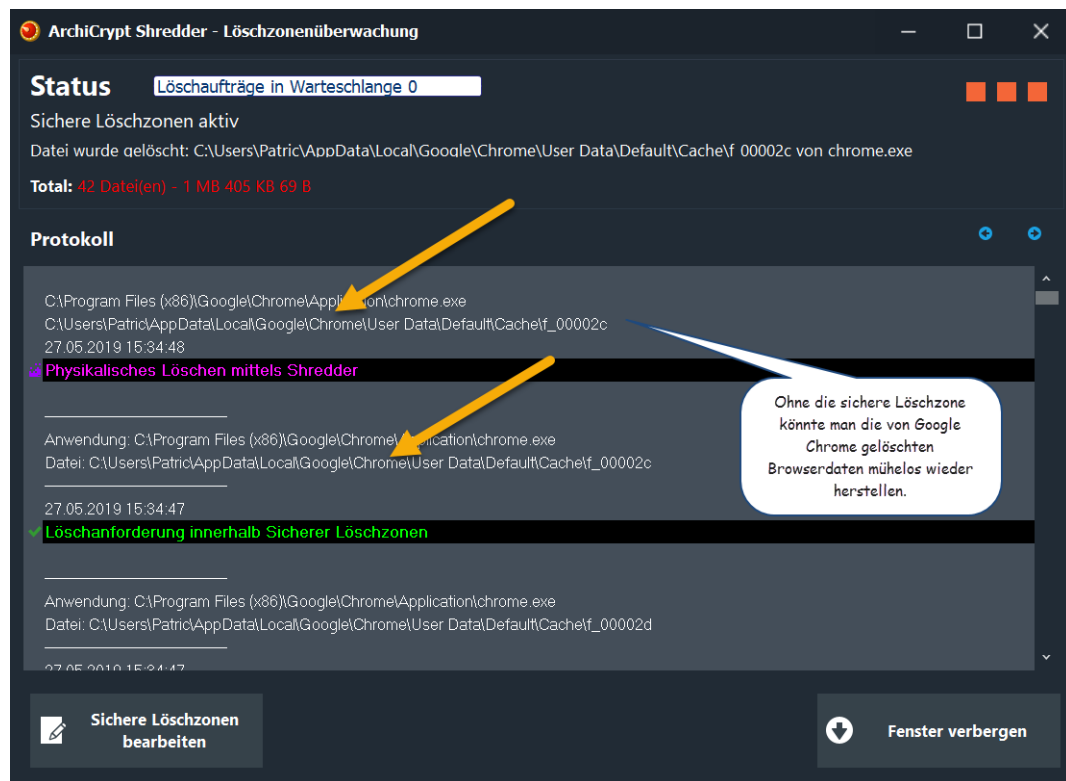 ArchiCrypt Shredder - Löschzonenüberwachung
Status
Löschaufträge in Warteschlange 0
Sichere Löschzonen aktiv
Datei wurde gelöscht: C:\Users\Patric\AppData\Local\Google\Chrome\User Data\Default\Cache\f_00002c von chrome.exe
Total: 42 Datei(en) - 1 MB 405 KB 69 B
Protokoll
C:\Program Files (x86)\Google\Chrome\Application\chrome.exe
C:\Users\Patric\AppData\Local\Google\Chrome\User Data\Default\Cache\f_00002c
27.05.2019 15:34:48
Physikalisches Löschen mittels Shredder
Anwendung: C:\Program Files (x86)\Google\Chrome\Application\chrome.exe
Datei: C:\Users\Patric\AppData\Local\Google\Chrome\User Data\Default\Cache\f_00002c
27.05.2019 15:34:47
Löschanforderung innerhalb Sicherer Löschzonen
Anwendung: C:\Program Files (x86)\Google\Chrome\Application\chrome.exe
Datei: C:\Users\Patric\AppData\Local\Google\Chrome\User Data\Default\Cache\f_00002d
27.05.2019 15:34:47
Ohne die sichere Löschzone
könnte man die von Google
Chrome gelöschten
Browserdaten mühelos wieder
herstellen.
Sichere Löschzonen
bearbeiten
Fenster verbergen